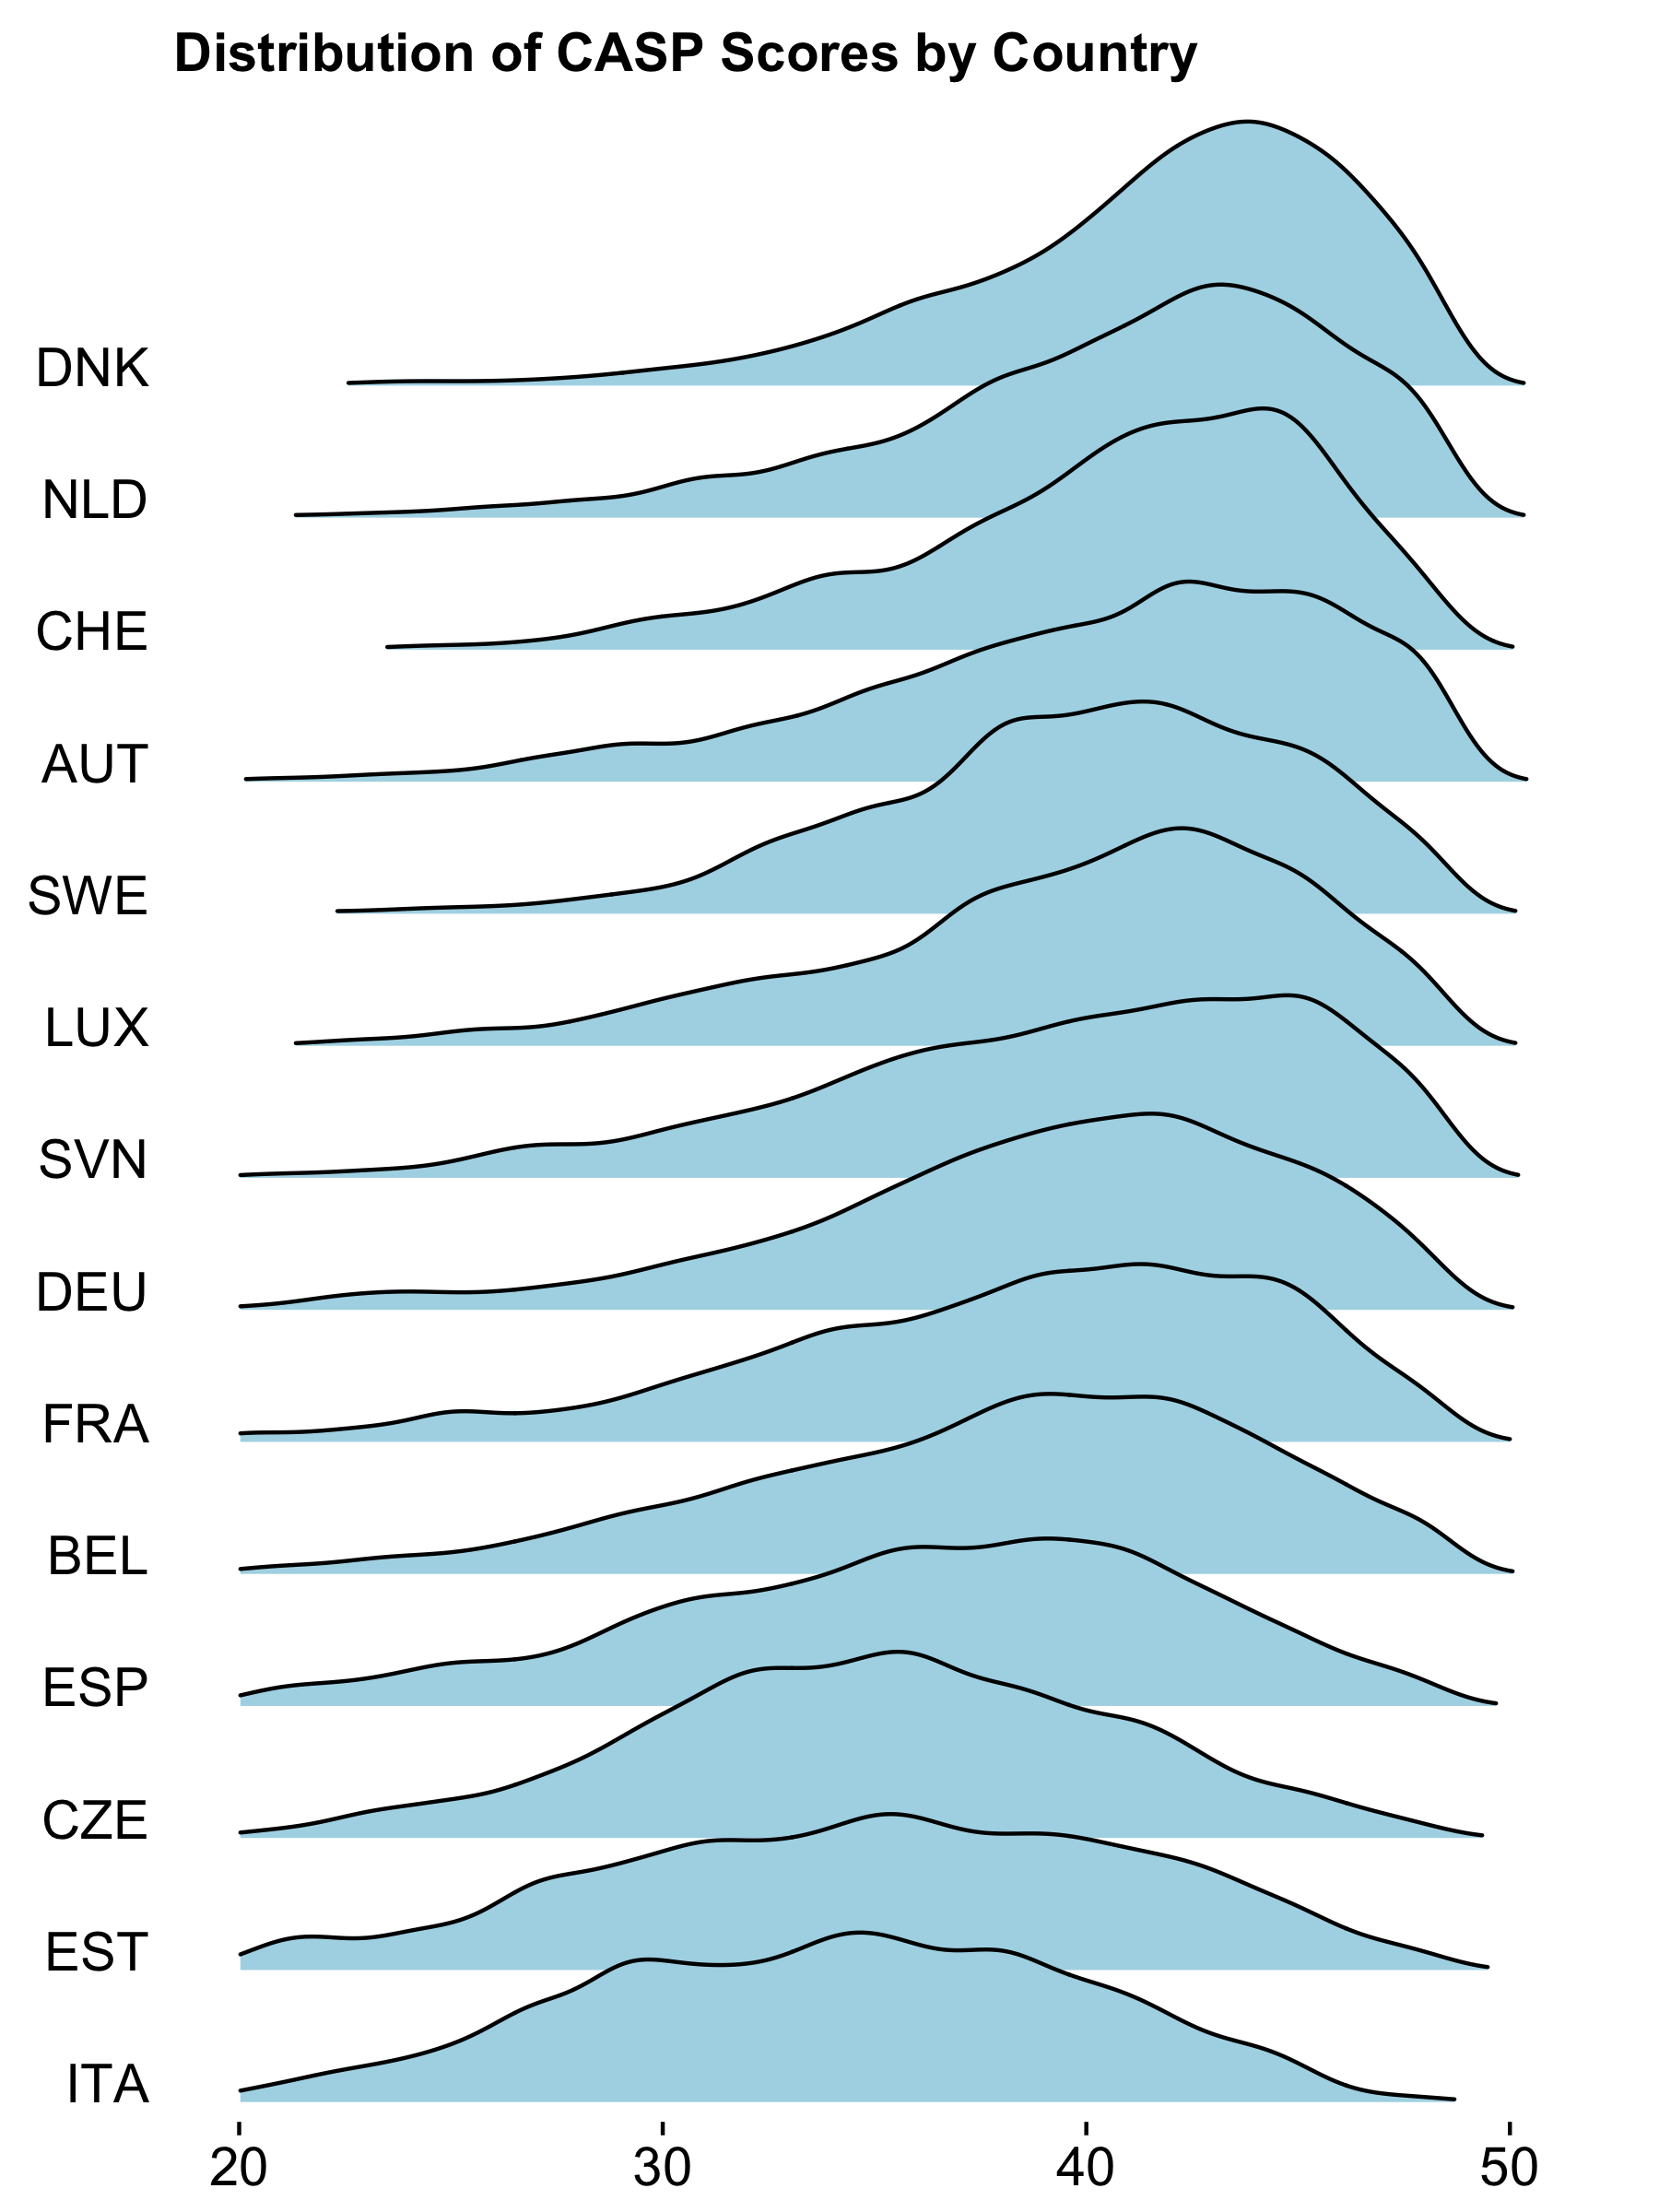 Distribution of CASP Scores by Country
DNK
NLD
CHE
AUT
SWE
LUX
SVN
DEU
FRA
BEL
ESP
CZE
EST
ITA
20 30 40 50